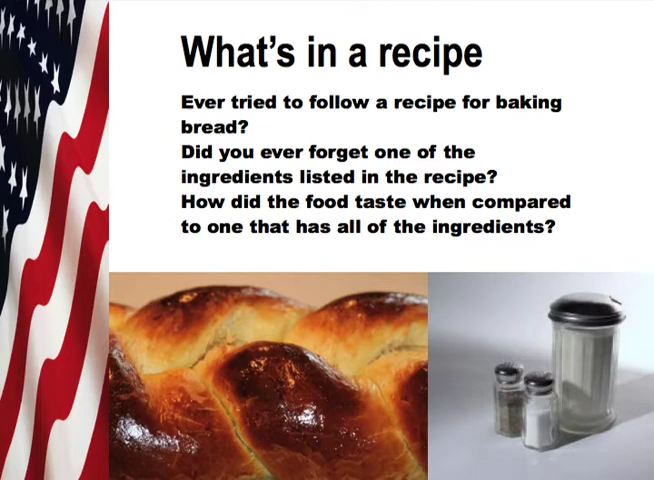 What’s in a recipe
Ever tried to follow a recipe for baking
bread?
Did you ever forget one of the
ingredients listed in the recipe?
How did the food taste when compared
to one that has all of the ingredients?